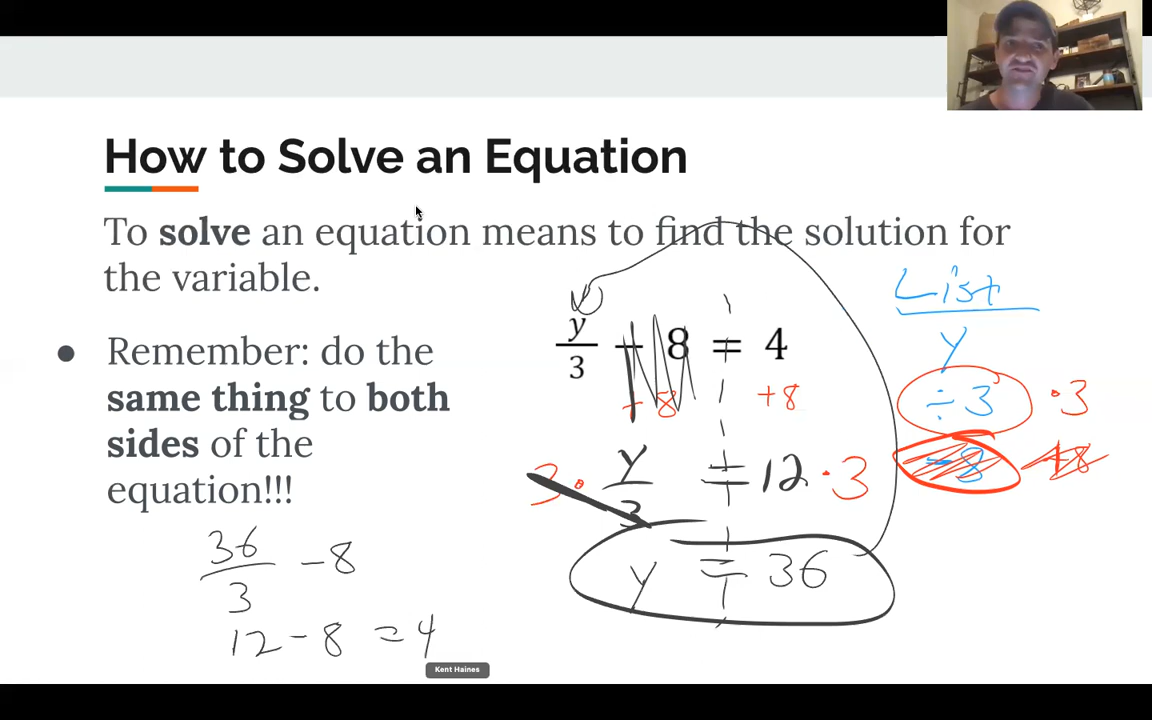 How to Solve an Equation
To solve an equation means to find the solution for
the variable.
Remember: do the
same thing to both
sides of the
equation!!!
y/3 - 8 = 4
+ 8 +8
3 · y/3 = 12 · 3
y = 36
List
y
÷ 3 · 3
- 8 +8
36/3 - 8
12 - 8 = 4
Kent Haines